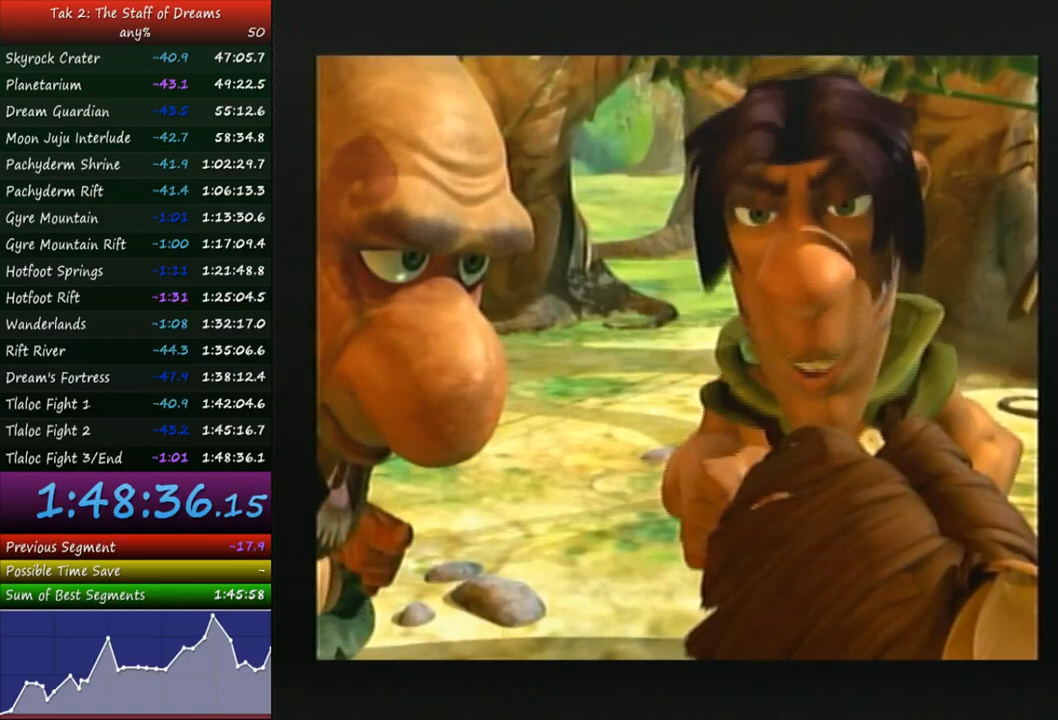 Tak 2: The Staff of Dreams
any% 50
Skyrock Crater -40.9 47:05.7
Planetarium -43.1 49:22.5
Dream Guardian -43.5 55:12.6
Moon Juju Interlude -42.7 58:34.8
Pachyderm Shrine -41.9 1:02:29.7
Pachyderm Rift -41.4 1:06:13.3
Gyre Mountain -1:01 1:13:30.6
Gyre Mountain Rift -1:00 1:17:09.4
Hotfoot Springs -1:11 1:21:48.8
Hotfoot Rift -1:31 1:25:04.5
Wanderlands -1:08 1:32:17.0
Rift River -44.3 1:35:06.6
Dream's Fortress -47.9 1:38:12.4
Tlaloc Fight 1 -40.9 1:42:04.6
Tlaloc Fight 2 -43.2 1:45:16.7
Tlaloc Fight 3/End -1:01 1:48:36.1
1:48:36.15
Previous Segment -17.9
Possible Time Save -
Sum of Best Segments 1:45:58